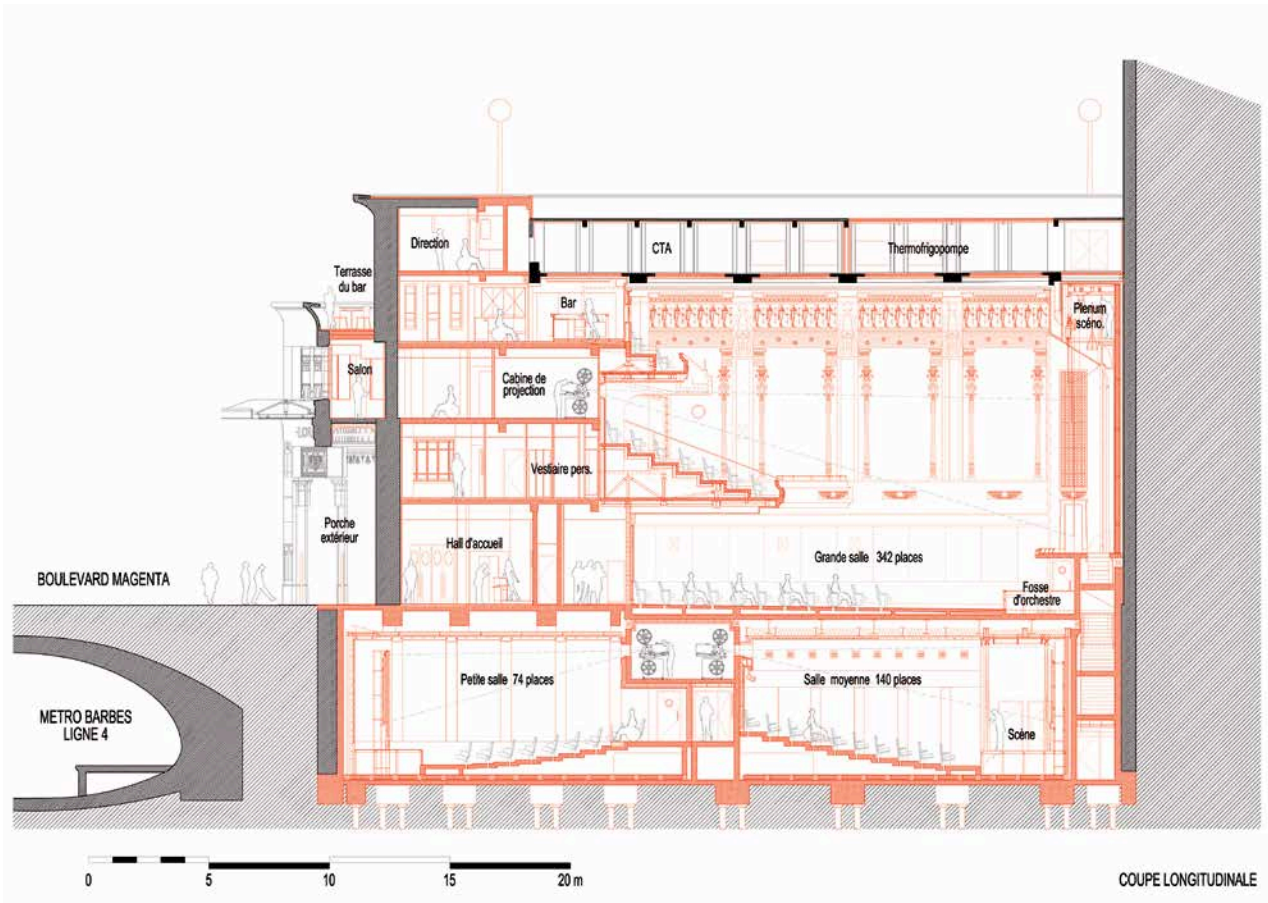 Direction
CTA
Thermofrigopompe
Terrasse
du bar
Bar
Plenum
scéno.
Salon
Cabine de
projection
Vestiaire pers.
Porche
extérieur
Hall d'accueil
Grande salle 342 places
BOULEVARD MAGENTA
Fosse
d'orchestre
Petite salle 74 places
Salle moyenne 140 places
METRO BARBES
LIGNE 4
Scène
0 5 10 15 20 m
COUPE LONGITUDINALE